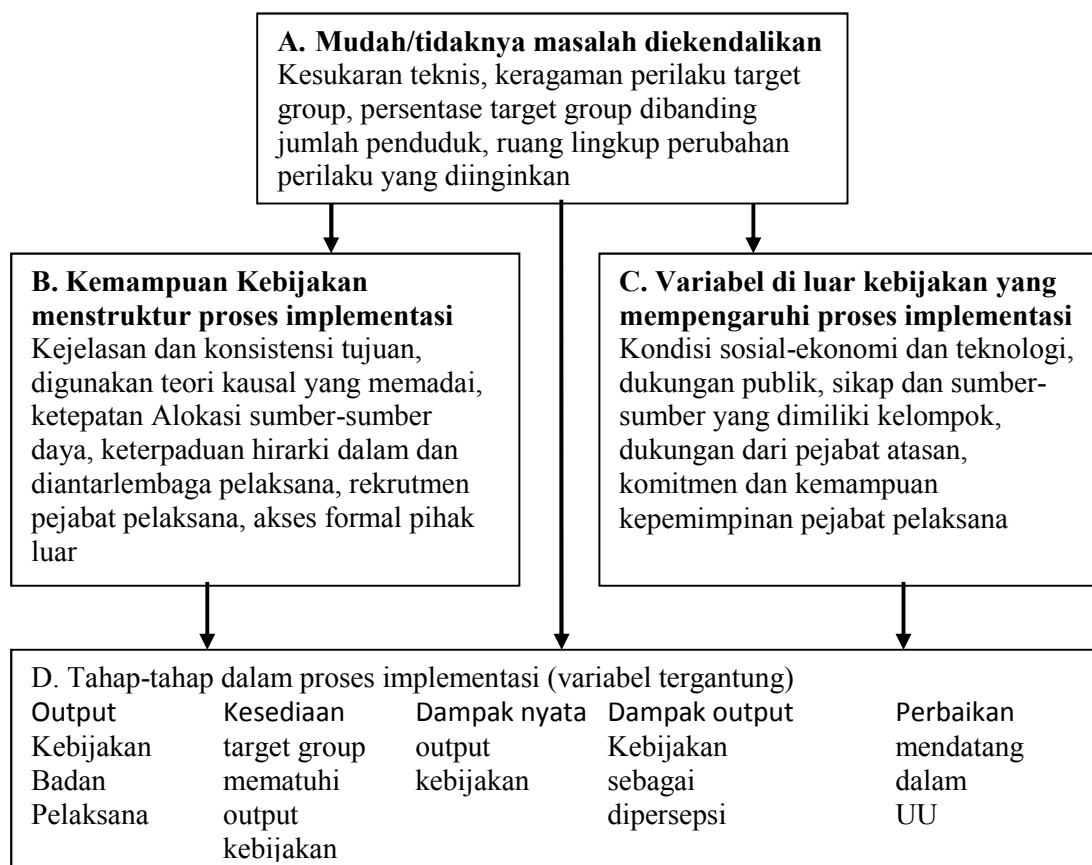 A. Mudah/tidaknya masalah diekendalikan
Kesukaran teknis, keragaman perilaku target
group, persentase target group dibanding
jumlah penduduk, ruang lingkup perubahan
perilaku yang diinginkan
B. Kemampuan Kebijakan
menstruktur proses implementasi
Kejelasan dan konsistensi tujuan,
digunakan teori kausal yang memadai,
ketepatan Alokasi sumber-sumber
daya, keterpaduan hirarki dalam dan
diantarlembaga pelaksana, rekrutmen
pejabat pelaksana, akses formal pihak
luar
C. Variabel di luar kebijakan yang
mempengaruhi proses implementasi
Kondisi sosial-ekonomi dan teknologi,
dukungan publik, sikap dan sumber-
sumber yang dimiliki kelompok,
dukungan dari pejabat atasan,
komitmen dan kemampuan
kepemimpinan pejabat pelaksana
D. Tahap-tahap dalam proses implementasi (variabel tergantung)
Output Kesediaan Dampak nyata Dampak output Perbaikan
Kebijakan target group output Kebijakan mendatang
Badan mematuhi kebijakan sebagai dalam
Pelaksana output dipersepsi UU
kebijakan